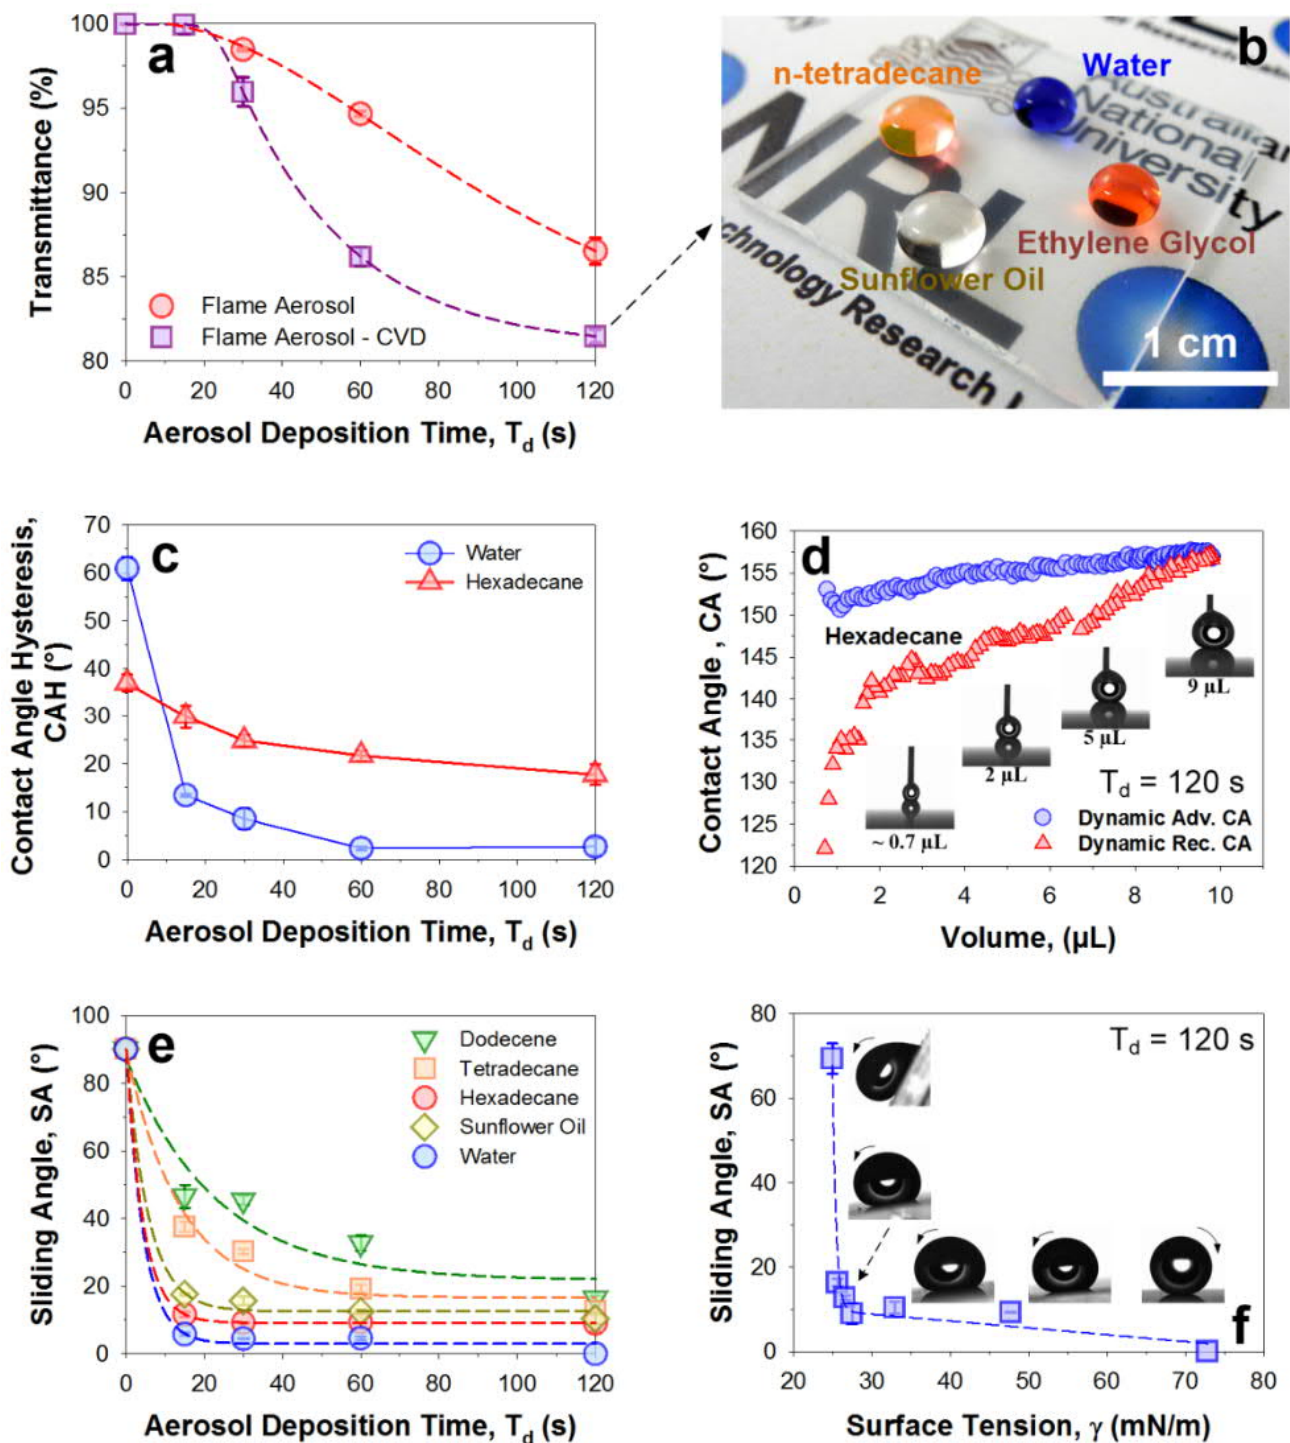 a
Transmittance (%)
100
95
90
85
80
Flame Aerosol
Flame Aerosol - CVD
0 20 40 60 80 100 120
Aerosol Deposition Time, T_d (s)
b
n-tetradecane
Water
Australian
National
University
NRL
Ethylene Glycol
Sunflower Oil
Technology Research
1 cm
c
Contact Angle Hysteresis,
CAH (°)
70
60
50
40
30
20
10
0
Water
Hexadecane
0 20 40 60 80 100 120
Aerosol Deposition Time, T_d (s)
d
Contact Angle , CA (°)
160
155
150
145
140
135
130
125
120
Hexadecane
9 µL
5 µL
2 µL
~ 0.7 µL
T_d = 120 s
Dynamic Adv. CA
Dynamic Rec. CA
0 2 4 6 8 10
Volume, (µL)
e
Sliding Angle, SA (°)
100
80
60
40
20
0
Dodecene
Tetradecane
Hexadecane
Sunflower Oil
Water
0 20 40 60 80 100 120
Aerosol Deposition Time, T_d (s)
f
Sliding Angle, SA (°)
80
60
40
20
0
T_d = 120 s
20 30 40 50 60 70 80
Surface Tension, γ (mN/m)